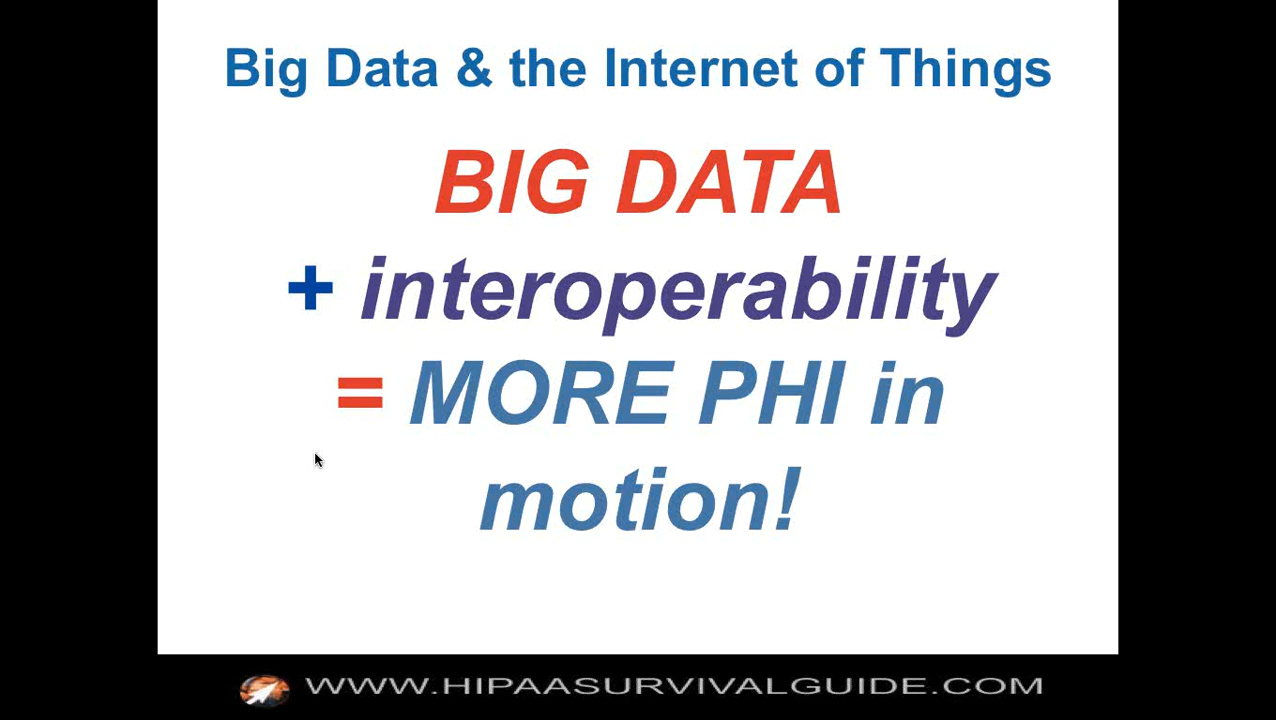 Big Data & the Internet of Things
BIG DATA
+ interoperability
= MORE PHI in
motion!
WWW.HIPAASURVIVALGUIDE.COM